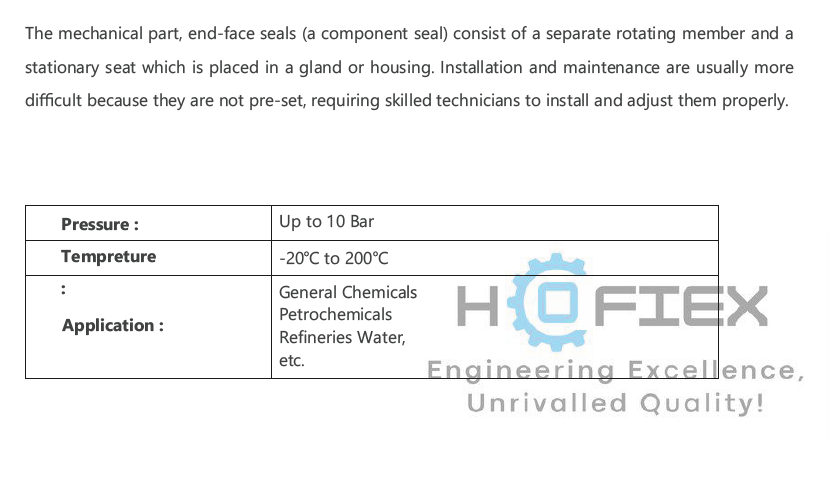 The mechanical part, end-face seals (a component seal) consist of a separate rotating member and a
stationary seat which is placed in a gland or housing. Installation and maintenance are usually more
difficult because they are not pre-set, requiring skilled technicians to install and adjust them properly.
Pressure : Up to 10 Bar
Tempreture -20°C to 200°C
:
Application : General Chemicals
Petrochemicals
Refineries Water,
etc.
HOFIEX
Engineering Excellence,
Unrivalled Quality!